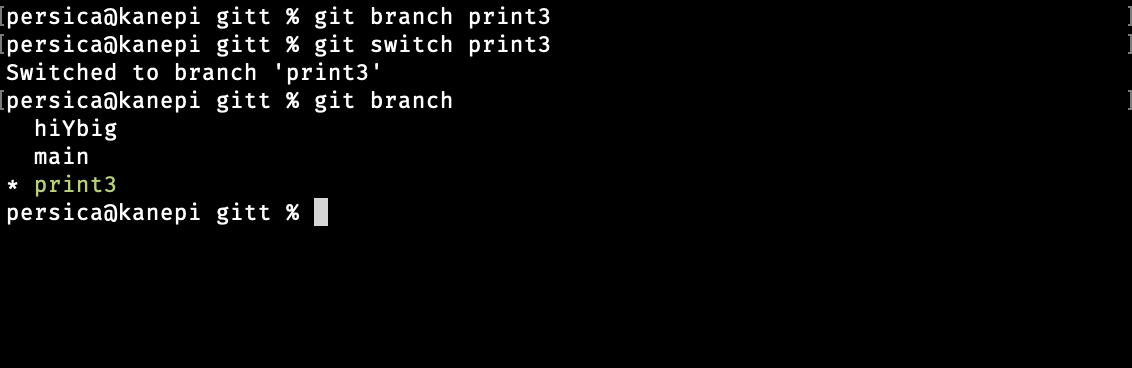 persica@kanepi gitt % git branch print3
persica@kanepi gitt % git switch print3
Switched to branch 'print3'
persica@kanepi gitt % git branch
  hiYbig
  main
* print3
persica@kanepi gitt %